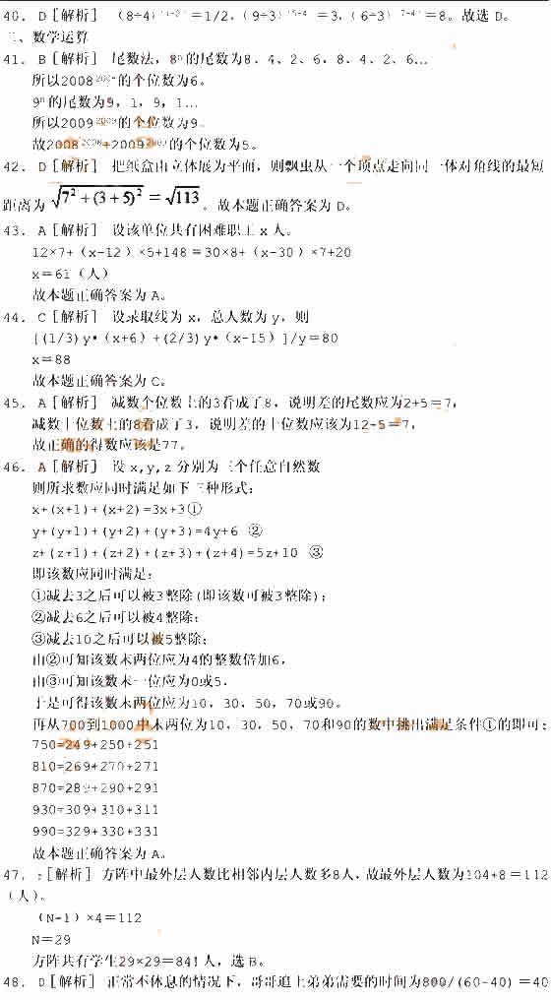 40. D[解析] (8÷4)=1/2,(9÷3)=3,(6÷3)=8。故选 D。
二、数学运算
41. B[解析] 尾数法,8ⁿ的尾数为8、4、2、6、8、4、2、6…
所以2008²⁰⁰⁸的个位数为6。
9ⁿ的尾数为9,1,9,1…
所以2009²⁰⁰⁹的个位数为9。
故2008²⁰⁰⁸+2009²⁰⁰⁹的个位数为5。
42. D[解析] 把纸盒由立体展为平面,则瓢虫从一个顶点走向同一体对角线的最短
距离为 √7²+(3+5)² = √113 。故本题正确答案为 D。
43. A[解析] 设该单位共有困难职工 x 人。
12×7+(x-12)×5+148=30×8+(x-30)×7+20
x=61(人)
故本题正确答案为 A。
44. C[解析] 设录取线为 x,总人数为 y,则
[(1/3)y•(x+6)+(2/3)y•(x-15)]/y=80
x=88
故本题正确答案为 C。
45. A[解析] 减数个位数上的3看成了8,说明差的尾数应为2+5=7,
减数十位数上的8看成了3,说明差的十位数应该为12-5=7,
故正确的得数应该是77。
46. A[解析] 设 x,y,z 分别为三个任意自然数
则所求数应同时满足如下三种形式:
x+(x+1)+(x+2)=3x+3①
y+(y+1)+(y+2)+(y+3)=4y+6 ②
z+(z+1)+(z+2)+(z+3)+(z+4)=5z+10 ③
即该数应同时满足:
①减去3之后可以被3整除(即该数可被3整除);
②减去6之后可以被4整除;
③减去10之后可以被5整除;
由②可知该数末两位应为4的整数倍加6,
由③可知该数末一位应为0或5,
于是可得该数末两位应为10,30,50,70或90。
再从700到1000中末两位为10,30,50,70和90的数中挑出满足条件①的即可:
750=249+250+251
810=269+270+271
870=289+290+291
930=309+310+311
990=329+330+331
故本题正确答案为 A。
47. [解析] 方阵中最外层人数比相邻内层人数多8人,故最外层人数为104+8=112
(人)。
(N-1)×4=112
N=29
方阵共有学生29×29=841人,选 B。
48. D[解析] 正常不休息的情况下,哥哥追上弟弟需要的时间为800/(60-40)=40